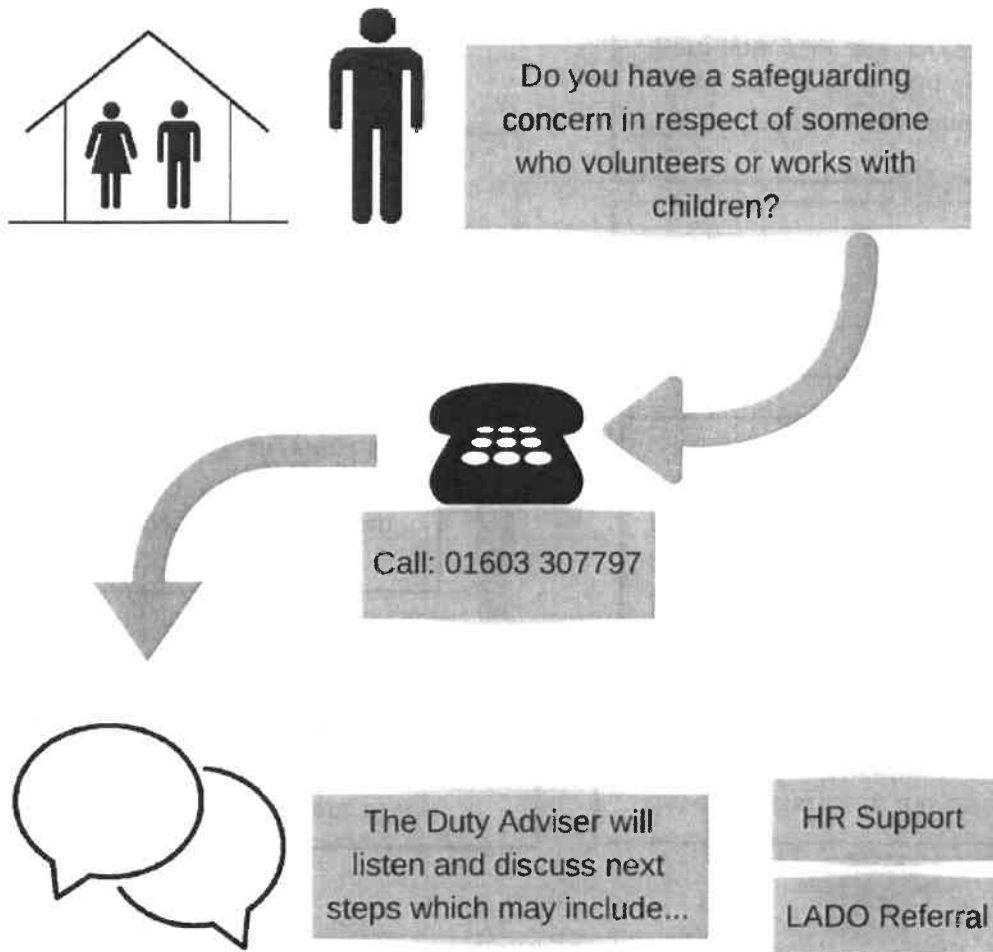 Do you have a safeguarding
concern in respect of someone
who volunteers or works with
children?
Call: 01603 307797
The Duty Adviser will
listen and discuss next
steps which may include...
HR Support
LADO Referral